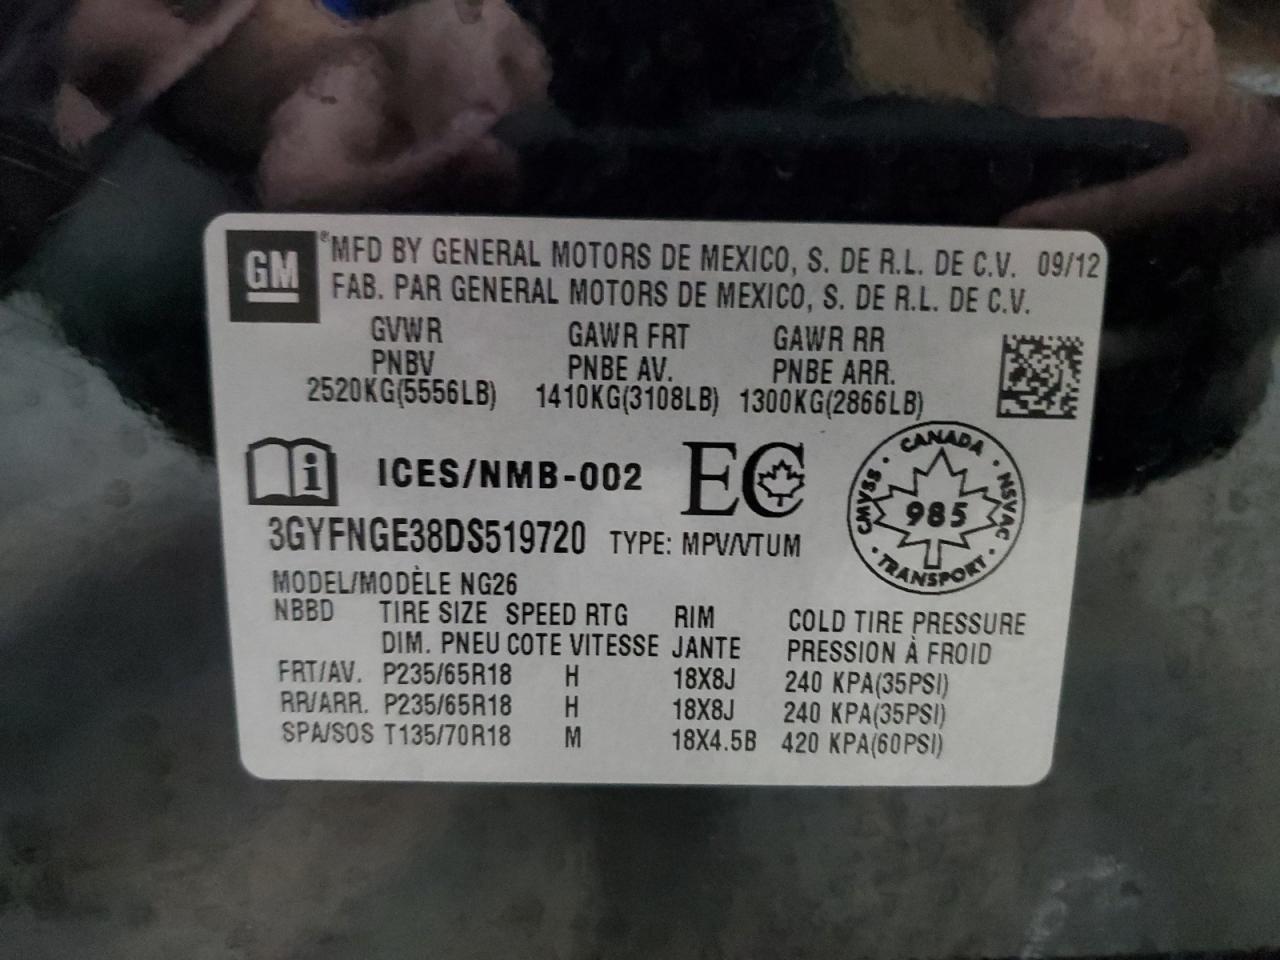 GM ® MFD BY GENERAL MOTORS DE MEXICO, S. DE R.L. DE C.V. 09/12
FAB. PAR GENERAL MOTORS DE MEXICO, S. DE R.L. DE C.V.
GVWR GAWR FRT GAWR RR
PNBV PNBE AV. PNBE ARR.
2520KG(5556LB) 1410KG(3108LB) 1300KG(2866LB)
i ICES/NMB-002 EC
CANADA
CMVSS · 985 · NSVAC
· TRANSPORT ·
3GYFNGE38DS519720 TYPE: MPV/VTUM
MODEL/MODÈLE NG26
NBBD TIRE SIZE SPEED RTG RIM COLD TIRE PRESSURE
DIM. PNEU COTE VITESSE JANTE PRESSION À FROID
FRT/AV. P235/65R18 H 18X8J 240 KPA(35PSI)
RR/ARR. P235/65R18 H 18X8J 240 KPA(35PSI)
SPA/SOS T135/70R18 M 18X4.5B 420 KPA(60PSI)